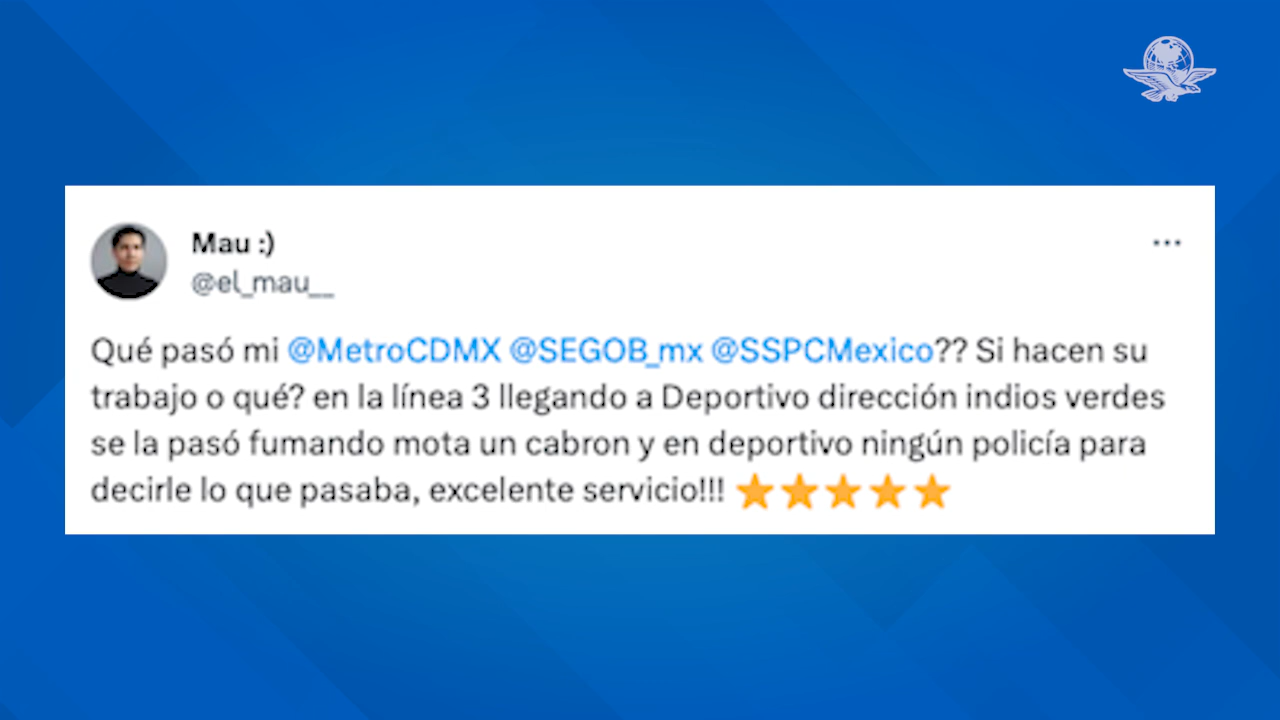 Mau :)
@el_mau__
Qué pasó mi @MetroCDMX @SEGOB_mx @SSPCMexico?? Si hacen su
trabajo o qué? en la línea 3 llegando a Deportivo dirección indios verdes
se la pasó fumando mota un cabron y en deportivo ningún policía para
decirle lo que pasaba, excelente servicio!!! ⭐⭐⭐⭐⭐